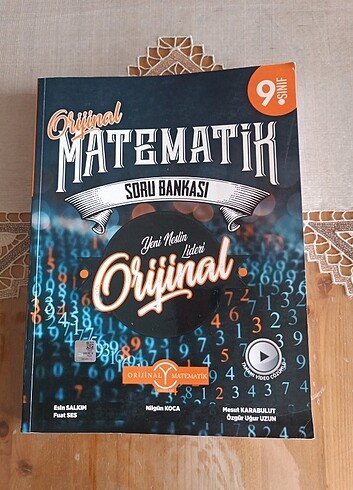 9.
SINIF
Orijinal
MATEMATİK
SORU BANKASI
Yeni Neslin
Lideri
Orijinal
ORİJİNAL MATEMATİK
Esin SALKIM
Fuat SES
Nilgün KOCA
Mesut KARABULUT
Özgür Uğur UZUN